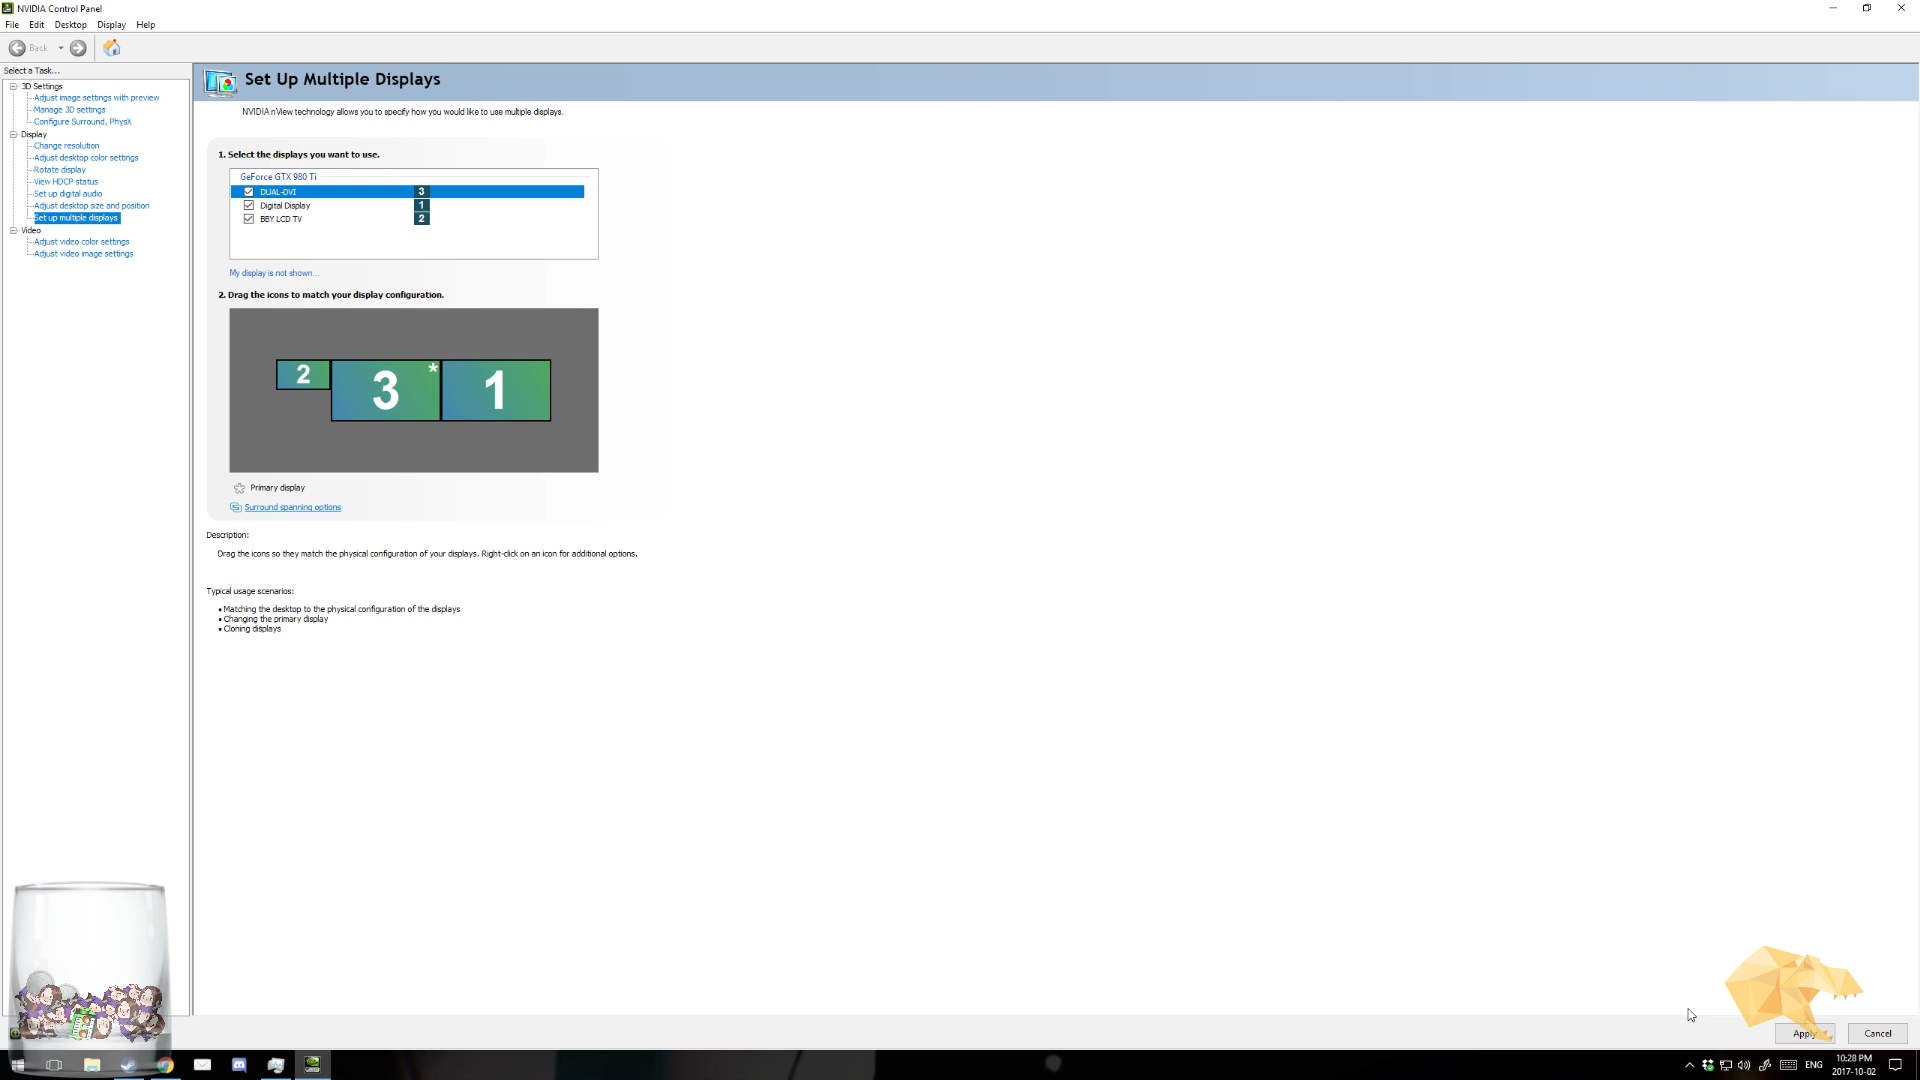 NVIDIA Control Panel
File Edit Desktop Display Help
Back
Select a Task...
3D Settings
Adjust image settings with preview
Manage 3D settings
Configure Surround, PhysX
Display
Change resolution
Adjust desktop color settings
Rotate display
View HDCP status
Set up digital audio
Adjust desktop size and position
Set up multiple displays
Video
Adjust video color settings
Adjust video image settings
Set Up Multiple Displays
NVIDIA nView technology allows you to specify how you would like to use multiple displays.
1. Select the displays you want to use.
GeForce GTX 980 Ti
DUAL-DVI 3
Digital Display 1
BBY LCD TV 2
My display is not shown...
2. Drag the icons to match your display configuration.
2 3 * 1
Primary display
Surround spanning options
Description:
Drag the icons so they match the physical configuration of your displays. Right-click on an icon for additional options.
Typical usage scenarios:
• Matching the desktop to the physical configuration of the displays
• Changing the primary display
• Cloning displays
Apply Cancel
ENG
10:28 PM
2017-10-02